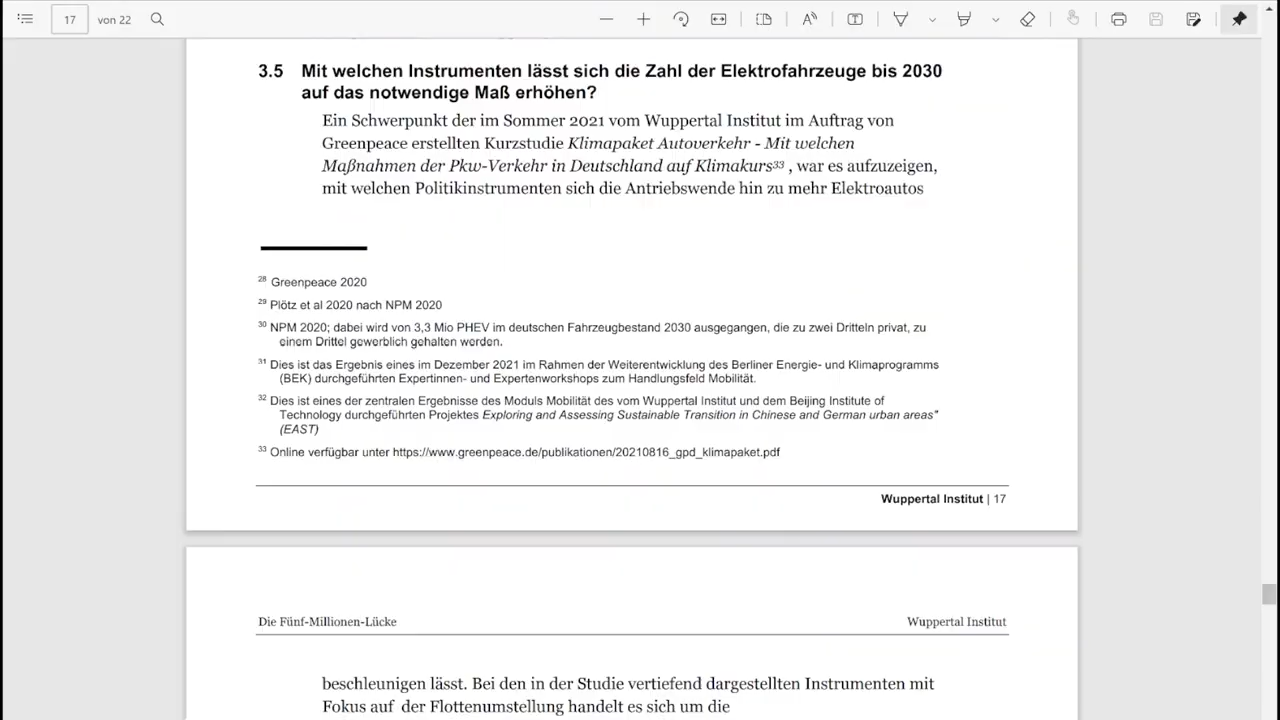 17 von 22
3.5 Mit welchen Instrumenten lässt sich die Zahl der Elektrofahrzeuge bis 2030
auf das notwendige Maß erhöhen?
Ein Schwerpunkt der im Sommer 2021 vom Wuppertal Institut im Auftrag von
Greenpeace erstellten Kurzstudie Klimapaket Autoverkehr - Mit welchen
Maßnahmen der Pkw-Verkehr in Deutschland auf Klimakurs³³ , war es aufzuzeigen,
mit welchen Politikinstrumenten sich die Antriebswende hin zu mehr Elektroautos
²⁸ Greenpeace 2020
²⁹ Plötz et al 2020 nach NPM 2020
³⁰ NPM 2020; dabei wird von 3,3 Mio PHEV im deutschen Fahrzeugbestand 2030 ausgegangen, die zu zwei Dritteln privat, zu
einem Drittel gewerblich gehalten werden.
³¹ Dies ist das Ergebnis eines im Dezember 2021 im Rahmen der Weiterentwicklung des Berliner Energie- und Klimaprogramms
(BEK) durchgeführten Expertinnen- und Expertenworkshops zum Handlungsfeld Mobilität.
³² Dies ist eines der zentralen Ergebnisse des Moduls Mobilität des vom Wuppertal Institut und dem Beijing Institute of
Technology durchgeführten Projektes Exploring and Assessing Sustainable Transition in Chinese and German urban areas"
(EAST)
³³ Online verfügbar unter https://www.greenpeace.de/publikationen/20210816_gpd_klimapaket.pdf
Wuppertal Institut | 17
Die Fünf-Millionen-Lücke Wuppertal Institut
beschleunigen lässt. Bei den in der Studie vertiefend dargestellten Instrumenten mit
Fokus auf der Flottenumstellung handelt es sich um die